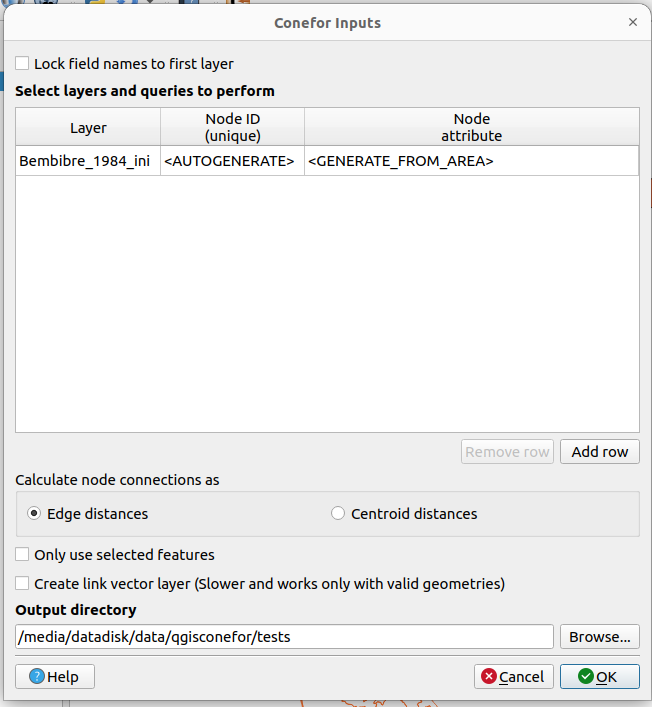 Conefor Inputs
Lock field names to first layer
Select layers and queries to perform
Layer
Node ID
(unique)
Node
attribute
Bembibre_1984_ini <AUTOGENERATE> <GENERATE_FROM_AREA>
Remove row Add row
Calculate node connections as
Edge distances Centroid distances
Only use selected features
Create link vector layer (Slower and works only with valid geometries)
Output directory
/media/datadisk/data/qgisconefor/tests Browse...
Help Cancel OK